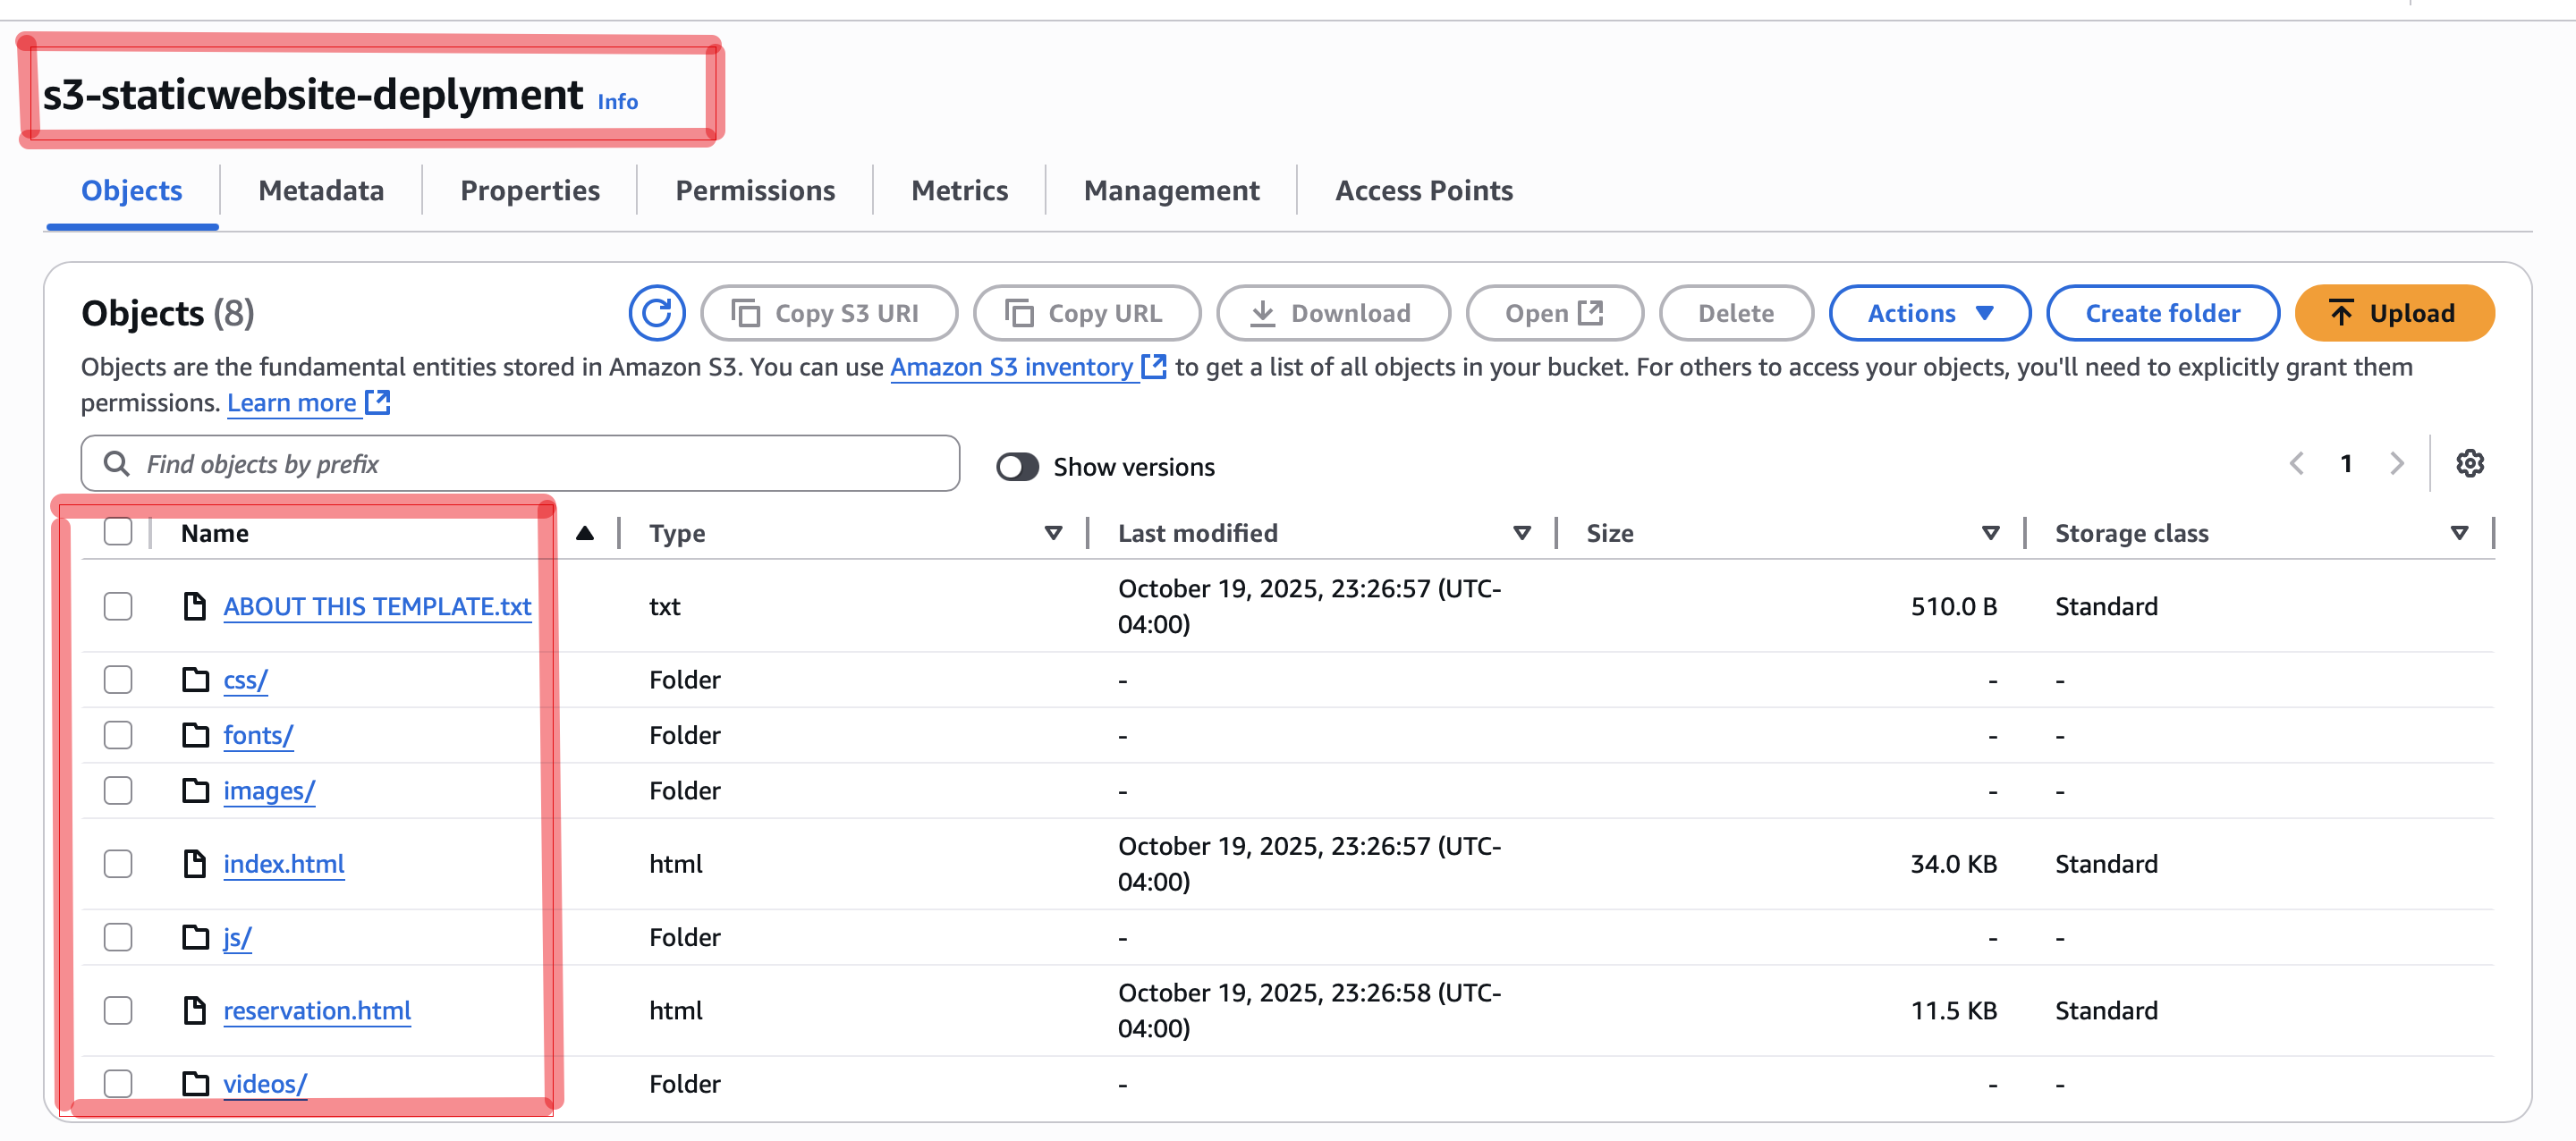 s3-staticwebsite-deplyment Info
Objects Metadata Properties Permissions Metrics Management Access Points
Objects (8) Copy S3 URI Copy URL Download Open Delete Actions Create folder Upload
Objects are the fundamental entities stored in Amazon S3. You can use Amazon S3 inventory to get a list of all objects in your bucket. For others to access your objects, you'll need to explicitly grant them
permissions. Learn more
Find objects by prefix Show versions 1
Name Type Last modified Size Storage class
ABOUT THIS TEMPLATE.txt txt October 19, 2025, 23:26:57 (UTC-
04:00) 510.0 B Standard
css/ Folder - - -
fonts/ Folder - - -
images/ Folder - - -
index.html html October 19, 2025, 23:26:57 (UTC-
04:00) 34.0 KB Standard
js/ Folder - - -
reservation.html html October 19, 2025, 23:26:58 (UTC-
04:00) 11.5 KB Standard
videos/ Folder - - -